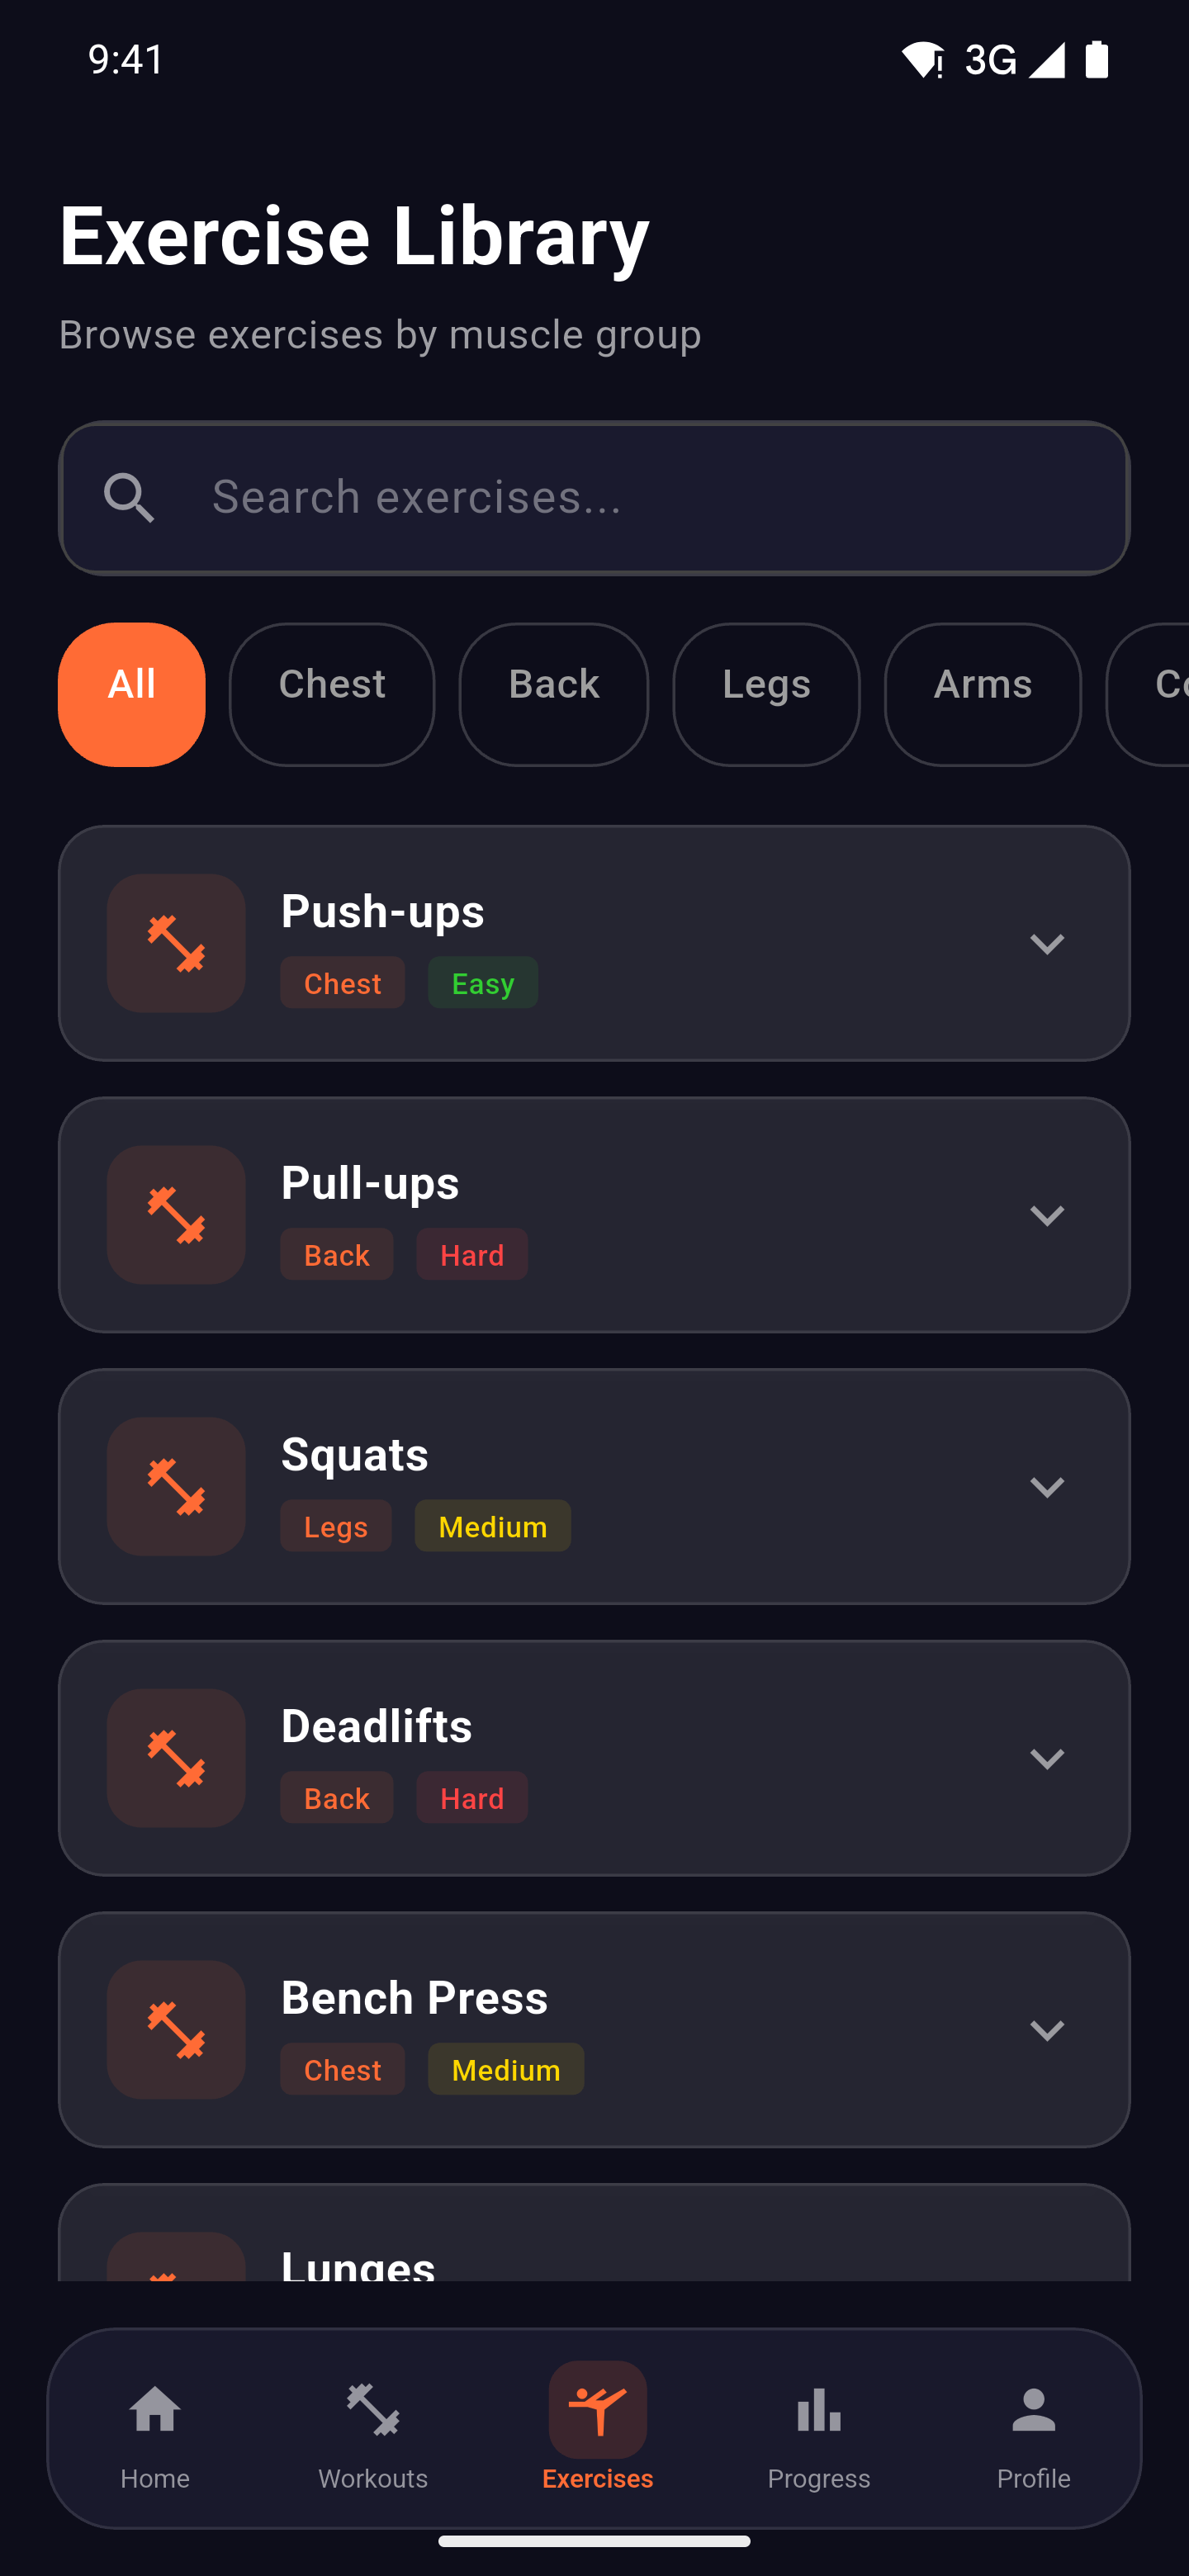 9:41
3G
Exercise Library
Browse exercises by muscle group
Search exercises...
All Chest Back Legs Arms
Push-ups
Chest Easy
Pull-ups
Back Hard
Squats
Legs Medium
Deadlifts
Back Hard
Bench Press
Chest Medium
Lunges
Home Workouts Exercises Progress Profile